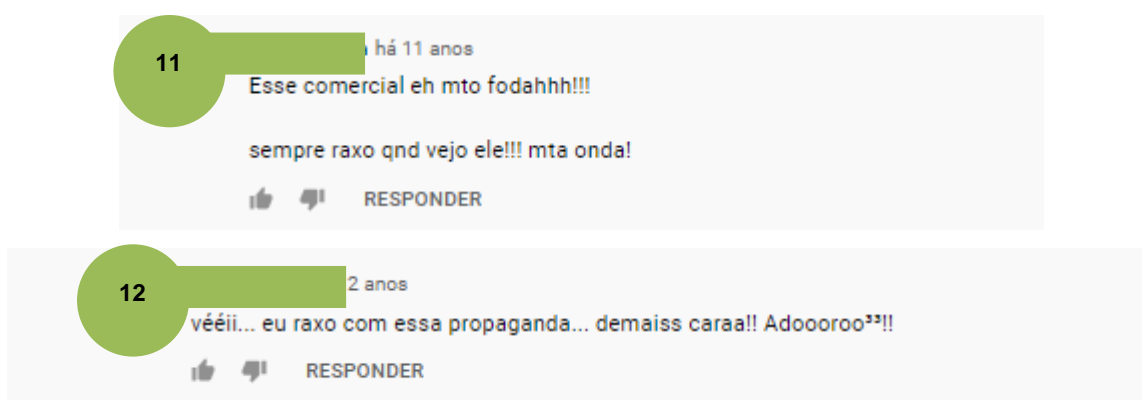 11
há 11 anos
Esse comercial eh mto fodahhh!!!
sempre raxo qnd vejo ele!!! mta onda!
RESPONDER
12
2 anos
vééii... eu raxo com essa propaganda... demaiss caraa!! Adoooroo³³!!
RESPONDER